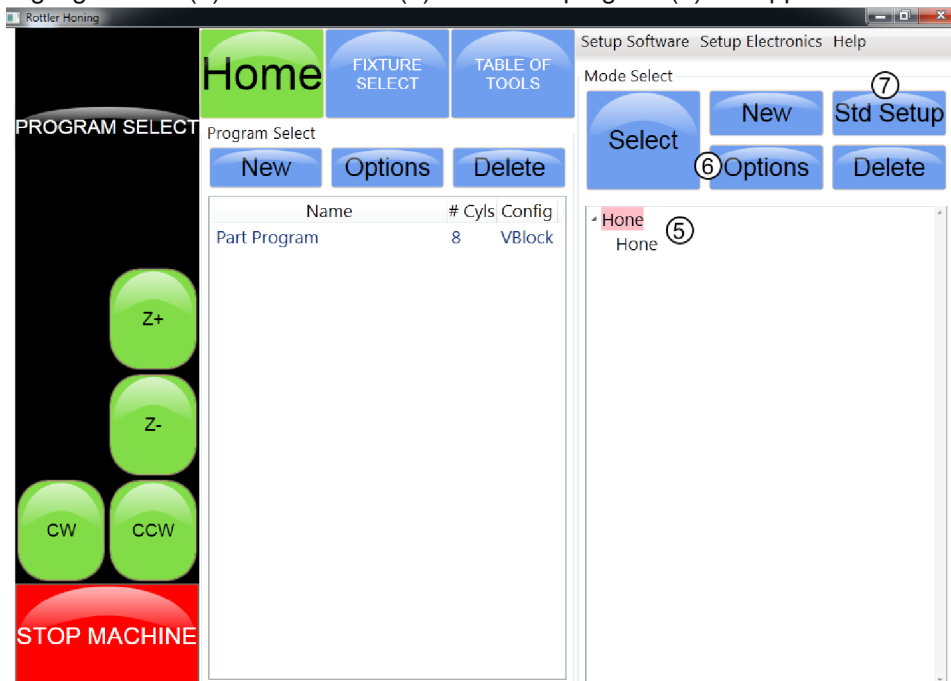 Rottler Honing
PROGRAM SELECT
Z+
Z-
CW CCW
STOP MACHINE
Home FIXTURE SELECT TABLE OF TOOLS
Program Select
New Options Delete
Name # Cyls Config
Part Program 8 VBlock
Setup Software Setup Electronics Help
Mode Select
7
Select New Std Setup
6 Options Delete
Hone
5
Hone